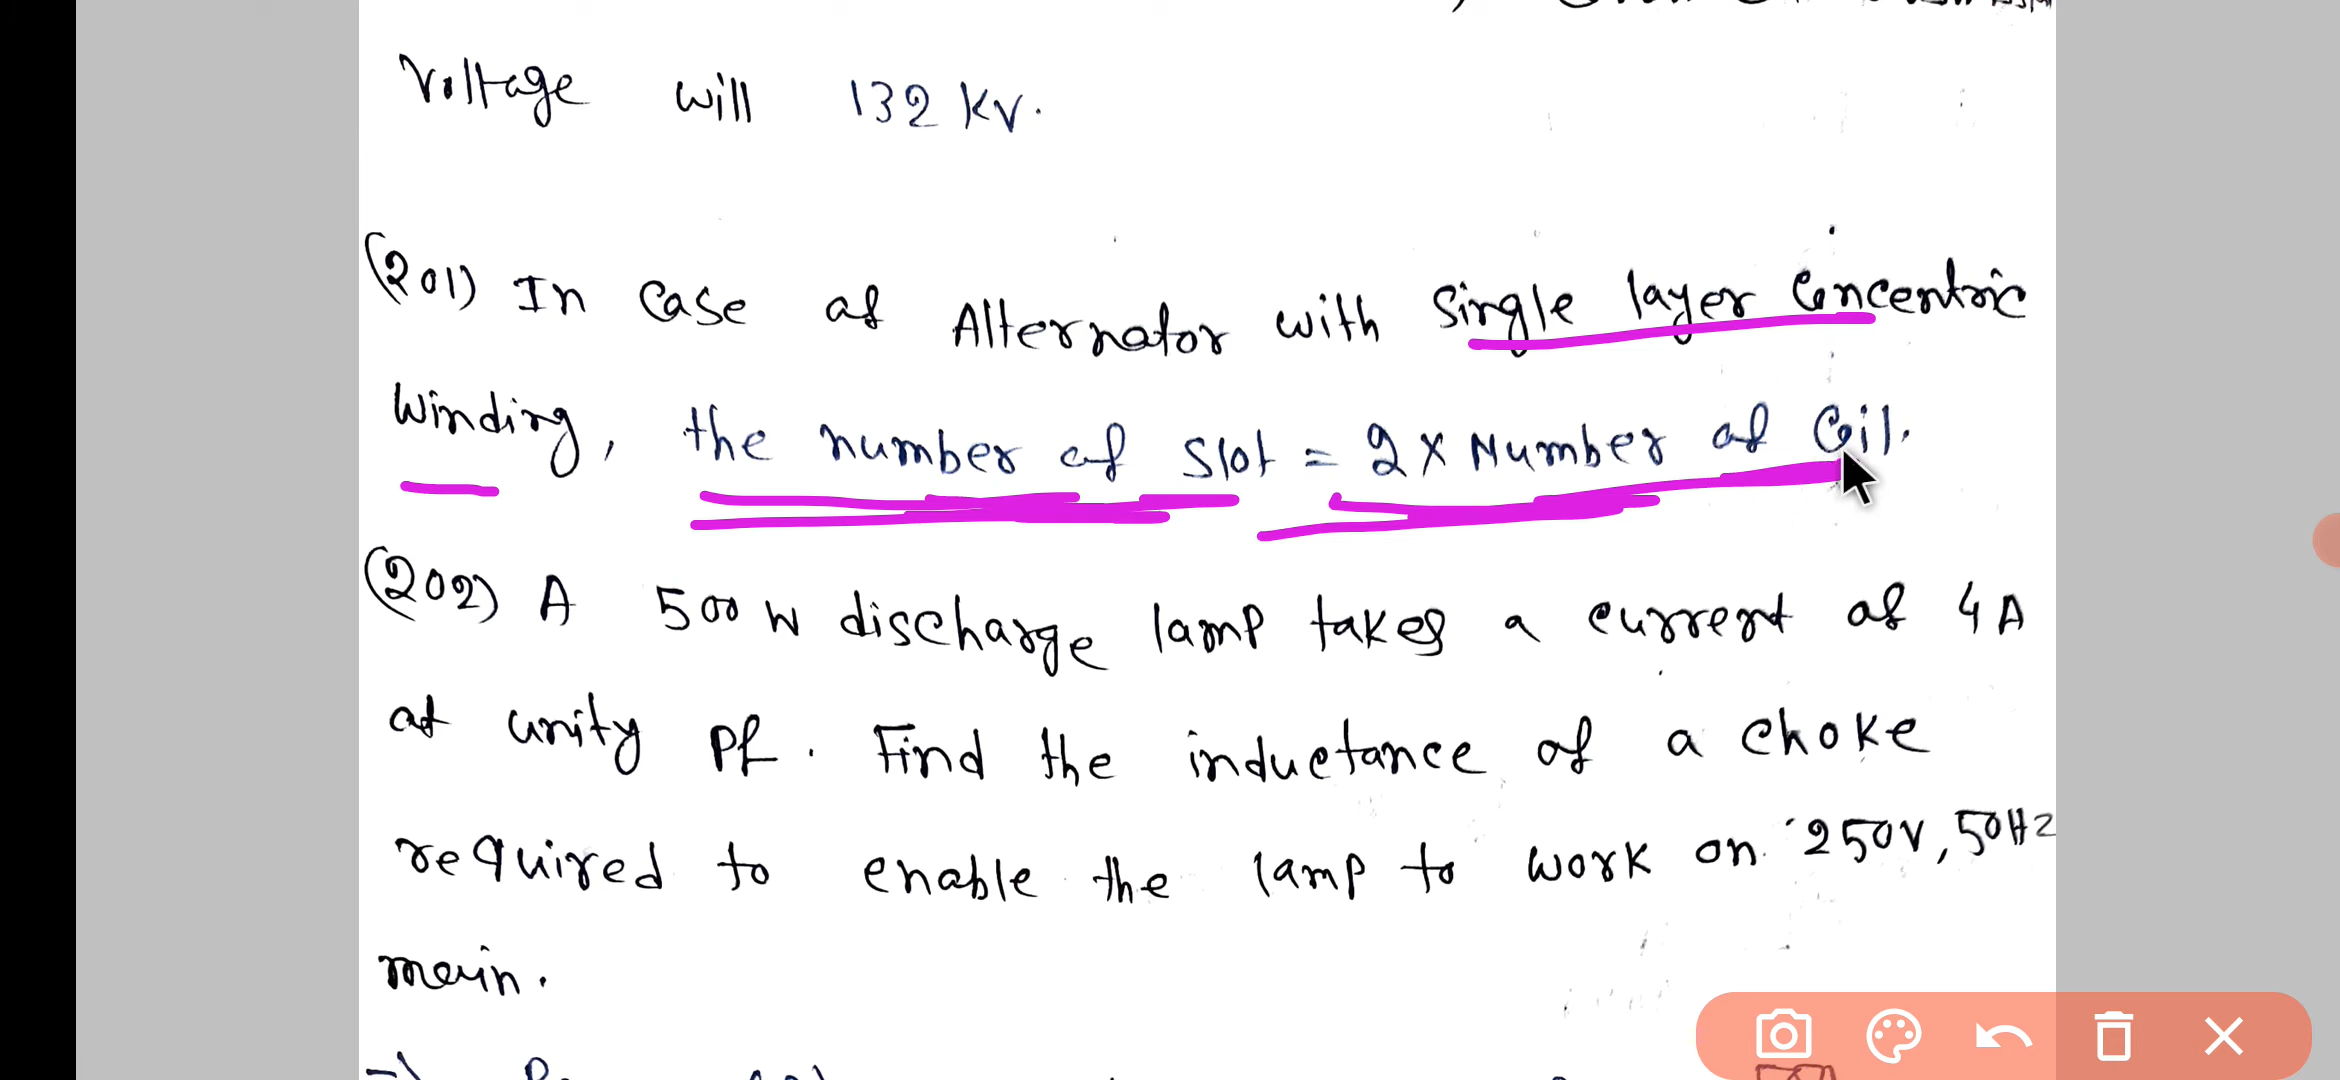 Voltage will 132 KV.
(201) In Case of Alternator with Single layer Concentric
Winding, the number of Slot = 2 x Number of Coil.
(202) A 500 W discharge lamp takes a current of 4 A
at unity Pf. Find the inductance of a choke
required to enable the lamp to work on 250V, 50Hz
main.